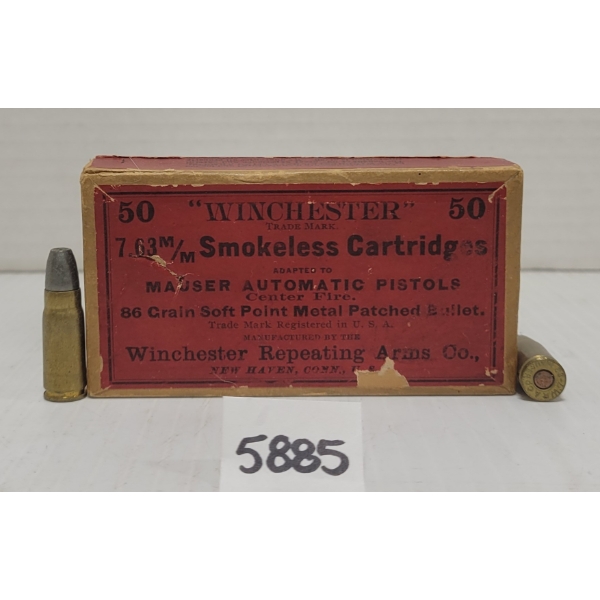 50 "WINCHESTER" 50
TRADE MARK.
7.63 M/M Smokeless Cartridges
ADAPTED TO
MAUSER AUTOMATIC PISTOLS
Center Fire.
86 Grain Soft Point Metal Patched Bullet.
Trade Mark Registered in U. S. A.
MANUFACTURED BY THE
Winchester Repeating Arms Co.,
NEW HAVEN, CONN., U. S.
5885